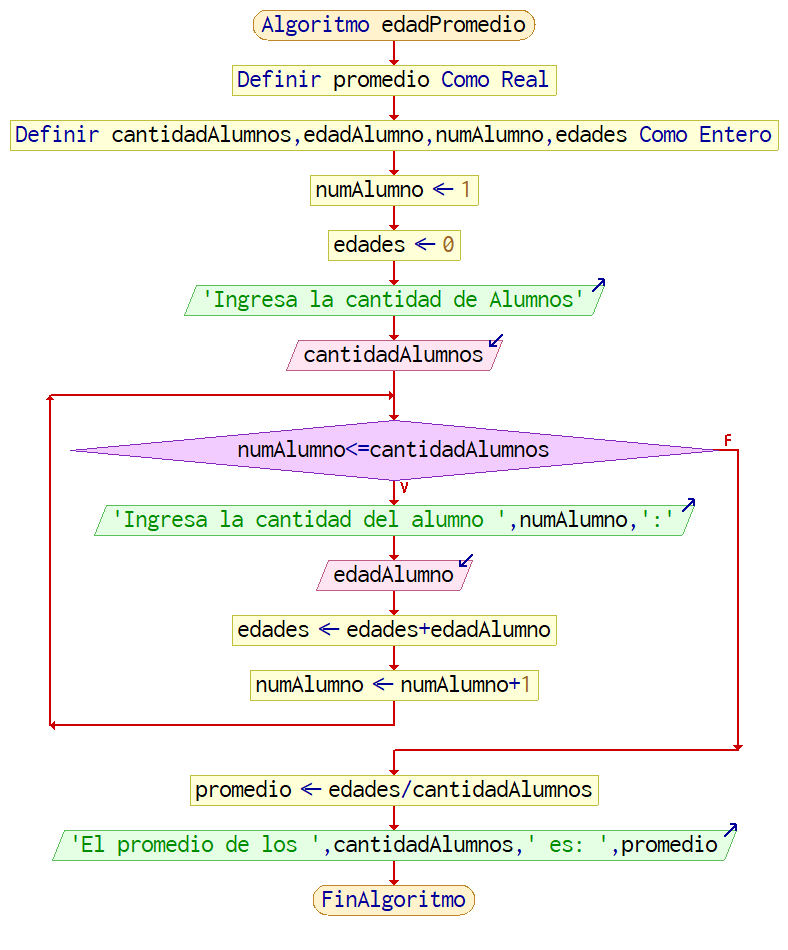 Algoritmo edadPromedio
Definir promedio Como Real
Definir cantidadAlumnos,edadAlumno,numAlumno,edades Como Entero
numAlumno ← 1
edades ← 0
'Ingresa la cantidad de Alumnos'
cantidadAlumnos
numAlumno<=cantidadAlumnos
F
V
'Ingresa la cantidad del alumno ',numAlumno,':'
edadAlumno
edades ← edades+edadAlumno
numAlumno ← numAlumno+1
promedio ← edades/cantidadAlumnos
'El promedio de los ',cantidadAlumnos,' es: ',promedio
FinAlgoritmo